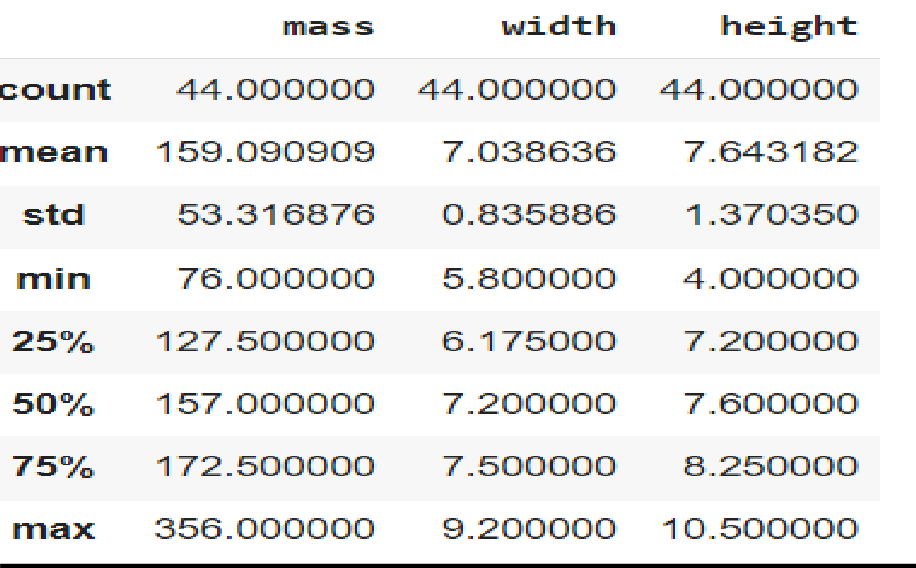 mass width height
count 44.000000 44.000000 44.000000
mean 159.090909 7.038636 7.643182
std 53.316876 0.835886 1.370350
min 76.000000 5.800000 4.000000
25% 127.500000 6.175000 7.200000
50% 157.000000 7.200000 7.600000
75% 172.500000 7.500000 8.250000
max 356.000000 9.200000 10.500000